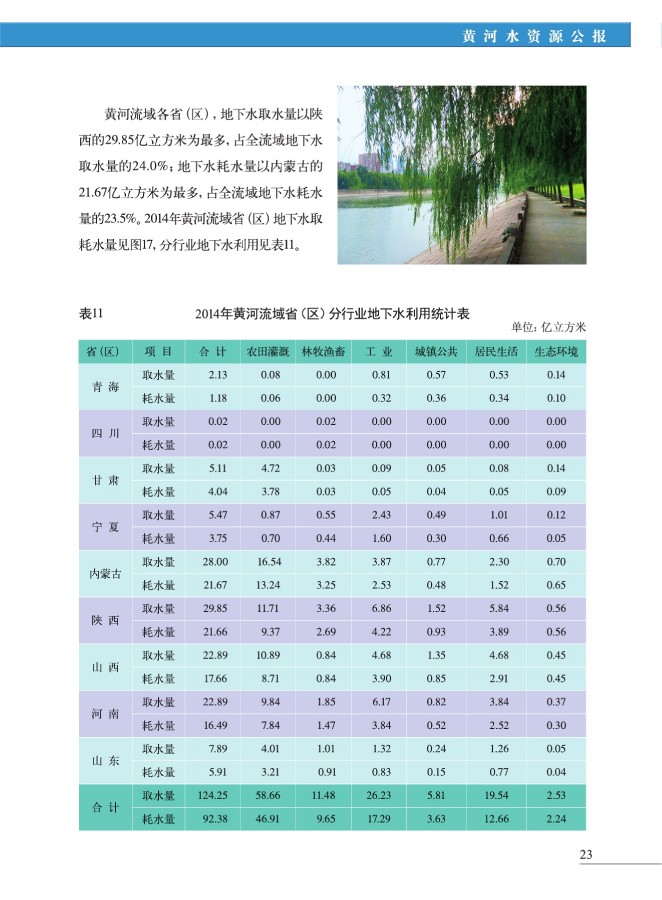 黄河水资源公报
黄河流域各省(区),地下水取水量以陕
西的29.85亿立方米为最多,占全流域地下水
取水量的24.0%;地下水耗水量以内蒙古的
21.67亿立方米为最多,占全流域地下水耗水
量的23.5%。2014年黄河流域省(区)地下水取
耗水量见图17,分行业地下水利用见表11。
表11 2014年黄河流域省(区)分行业地下水利用统计表
单位:亿立方米
省(区) 项目 合计 农田灌溉 林牧渔畜 工业 城镇公共 居民生活 生态环境
青海 取水量 2.13 0.08 0.00 0.81 0.57 0.53 0.14
耗水量 1.18 0.06 0.00 0.32 0.36 0.34 0.10
四川 取水量 0.02 0.00 0.02 0.00 0.00 0.00 0.00
耗水量 0.02 0.00 0.02 0.00 0.00 0.00 0.00
甘肃 取水量 5.11 4.72 0.03 0.09 0.05 0.08 0.14
耗水量 4.04 3.78 0.03 0.05 0.04 0.05 0.09
宁夏 取水量 5.47 0.87 0.55 2.43 0.49 1.01 0.12
耗水量 3.75 0.70 0.44 1.60 0.30 0.66 0.05
内蒙古 取水量 28.00 16.54 3.82 3.87 0.77 2.30 0.70
耗水量 21.67 13.24 3.25 2.53 0.48 1.52 0.65
陕西 取水量 29.85 11.71 3.36 6.86 1.52 5.84 0.56
耗水量 21.66 9.37 2.69 4.22 0.93 3.89 0.56
山西 取水量 22.89 10.89 0.84 4.68 1.35 4.68 0.45
耗水量 17.66 8.71 0.84 3.90 0.85 2.91 0.45
河南 取水量 22.89 9.84 1.85 6.17 0.82 3.84 0.37
耗水量 16.49 7.84 1.47 3.84 0.52 2.52 0.30
山东 取水量 7.89 4.01 1.01 1.32 0.24 1.26 0.05
耗水量 5.91 3.21 0.91 0.83 0.15 0.77 0.04
合计 取水量 124.25 58.66 11.48 26.23 5.81 19.54 2.53
耗水量 92.38 46.91 9.65 17.29 3.63 12.66 2.24
23